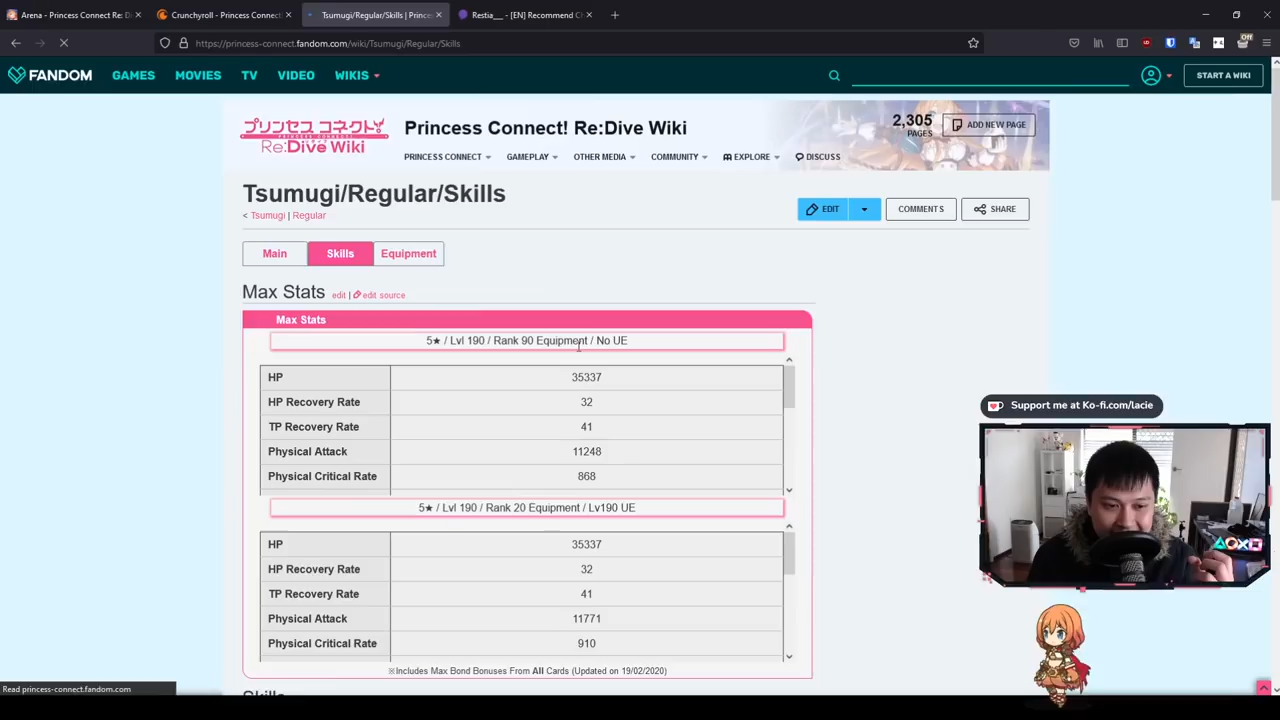 Arena - Princess Connect Re: D
Crunchyroll - Princess Connect
Tsumugi/Regular/Skills | Princes
Restia___ - [EN] Recommend C
Off
https://princess-connect.fandom.com/wiki/Tsumugi/Regular/Skills
FANDOM
GAMES
MOVIES
TV
VIDEO
WIKIS
START A WIKI
プリンセスコネクト!
PRINCESS CONNECT!
Re:Dive Wiki
Princess Connect! Re:Dive Wiki
2,305
PAGES
ADD NEW PAGE
PRINCESS CONNECT
GAMEPLAY
OTHER MEDIA
COMMUNITY
EXPLORE
DISCUSS
Tsumugi/Regular/Skills
< Tsumugi | Regular
EDIT
COMMENTS
SHARE
Main
Skills
Equipment
Max Stats edit | edit source
Max Stats
5★ / Lvl 190 / Rank 90 Equipment / No UE
HP 35337
HP Recovery Rate 32
TP Recovery Rate 41
Physical Attack 11248
Physical Critical Rate 868
5★ / Lvl 190 / Rank 20 Equipment / Lv190 UE
HP 35337
HP Recovery Rate 32
TP Recovery Rate 41
Physical Attack 11771
Physical Critical Rate 910
※Includes Max Bond Bonuses From All Cards (Updated on 19/02/2020)
Skills
Support me at Ko-fi.com/lacie
Read princess-connect.fandom.com